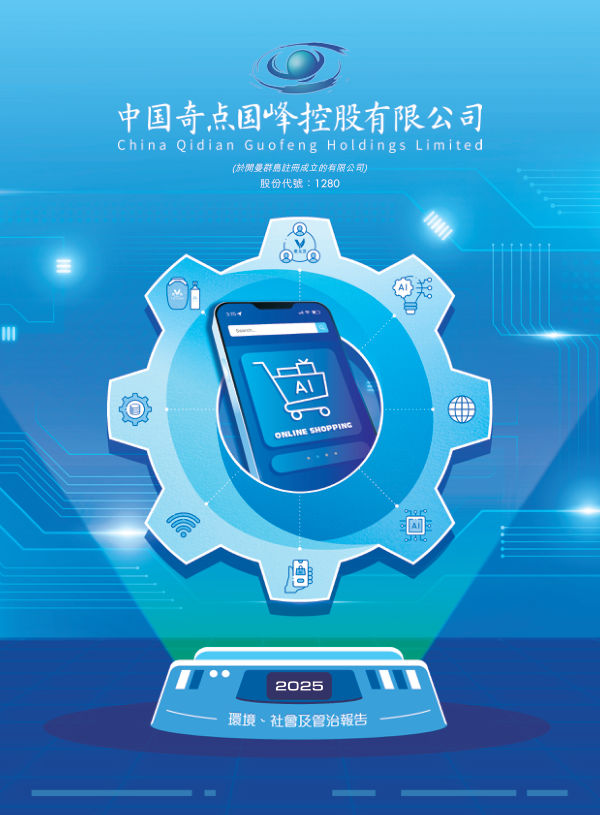 中国奇点国峰控股有限公司
China Qidian Guofeng Holdings Limited
(於開曼群島註冊成立的有限公司)
股份代號：1280
AI
3:15
Search...
AI
ONLINE SHOPPING
AI
2025
環境、社會及管治報告